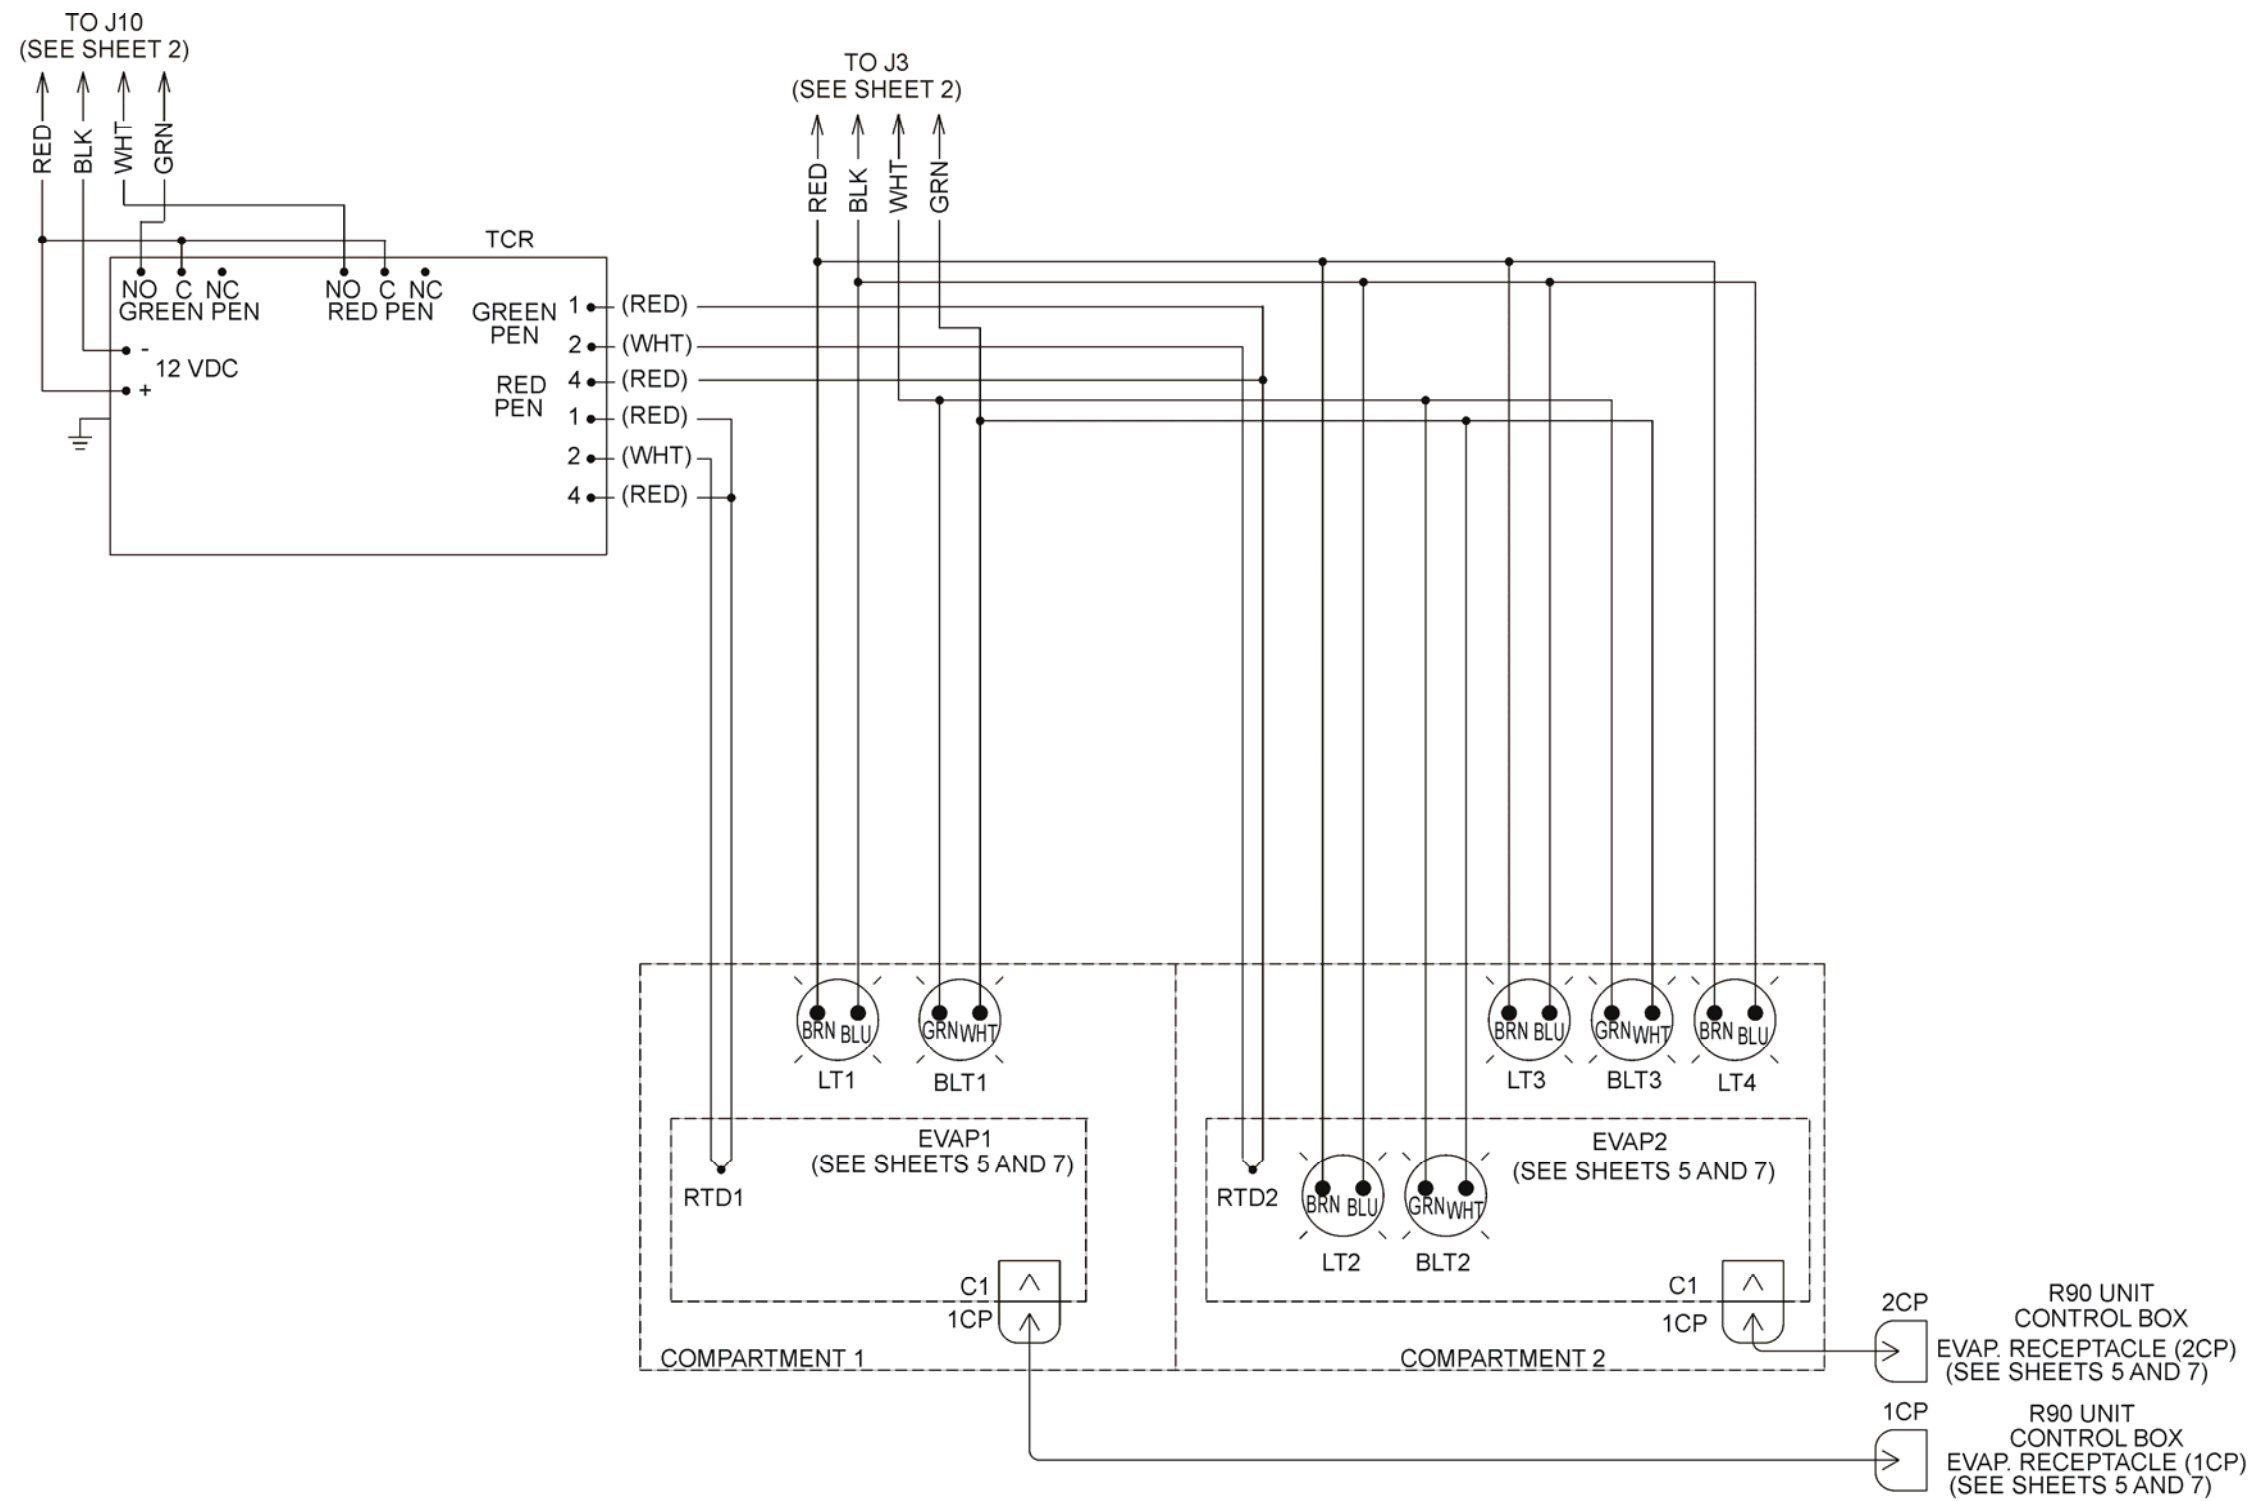 TO J10
(SEE SHEET 2)
RED
BLK
WHT
GRN
TO J3
(SEE SHEET 2)
RED
BLK
WHT
GRN
TCR
NO C NC
GREEN PEN
NO C NC
RED PEN
-
12 VDC
+
GREEN
PEN
1
(RED)
2
(WHT)
4
(RED)
RED
PEN
1
(RED)
2
(WHT)
4
(RED)
BRN BLU
LT1
GRN WHT
BLT1
BRN BLU
LT3
GRN WHT
BLT3
BRN BLU
LT4
EVAP1
(SEE SHEETS 5 AND 7)
RTD1
C1
1CP
COMPARTMENT 1
EVAP2
(SEE SHEETS 5 AND 7)
RTD2
BRN BLU
LT2
GRN WHT
BLT2
C1
1CP
COMPARTMENT 2
2CP
R90 UNIT
CONTROL BOX
EVAP. RECEPTACLE (2CP)
(SEE SHEETS 5 AND 7)
1CP
R90 UNIT
CONTROL BOX
EVAP. RECEPTACLE (1CP)
(SEE SHEETS 5 AND 7)